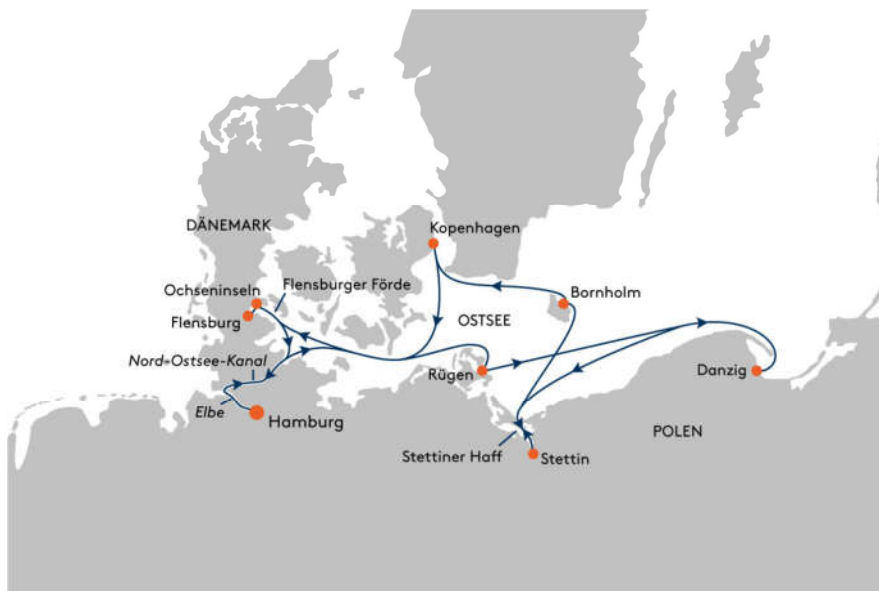 Kopenhagen
DÄNEMARK
Flensburger Förde
Ochseninseln
Bornholm
Flensburg
OSTSEE
Nord-Ostsee-Kanal
Rügen
Danzig
Elbe
Hamburg
POLEN
Stettiner Haff
Stettin